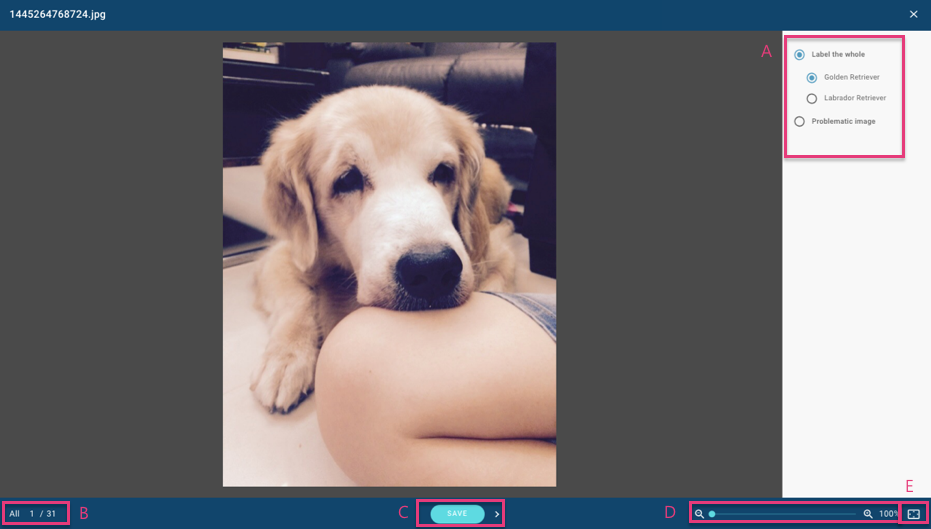 1445264768724.jpg
A
Label the whole
Golden Retriever
Labrador Retriever
Problematic image
E
All 1 / 31
B
C
SAVE
D
100%